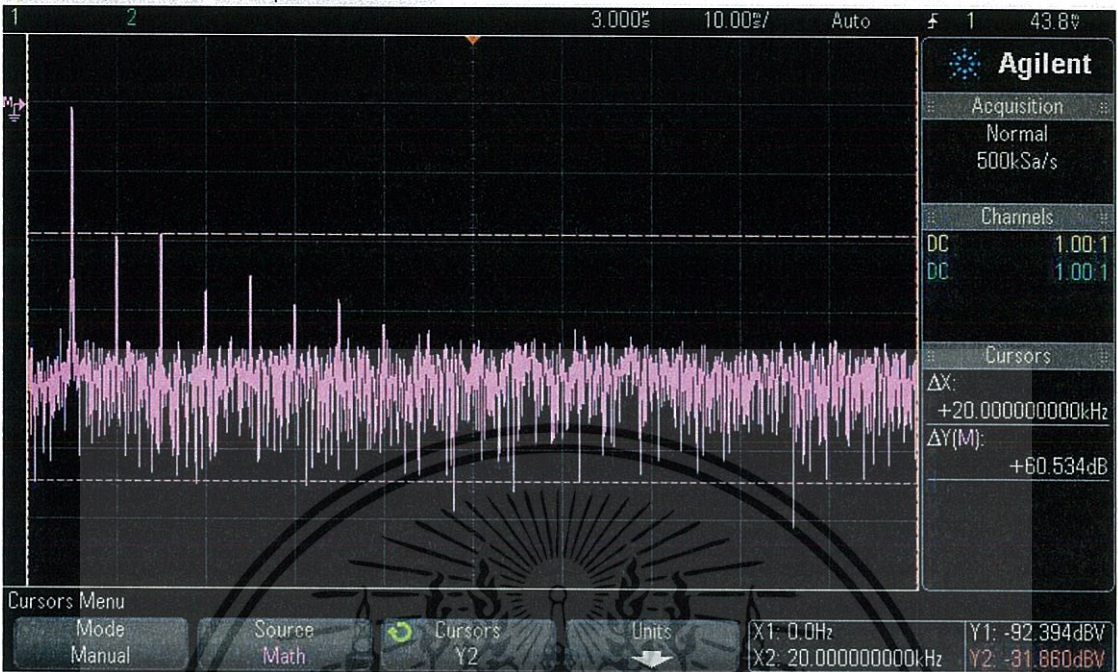 1 2 3.000s 10.00s/ Auto 1 43.8V
Agilent
Acquisition
Normal
500kSa/s
Channels
DC 1.00:1
DC 1.00:1
Cursors
ΔX:
+20.000000000kHz
ΔY(M):
+60.534dB
Cursors Menu
Mode
Manual
Source
Math
Cursors
Y2
Units
X1: 0.0Hz
X2: 20.000000000kHz
Y1: -92.394dBV
Y2: -31.860dBV